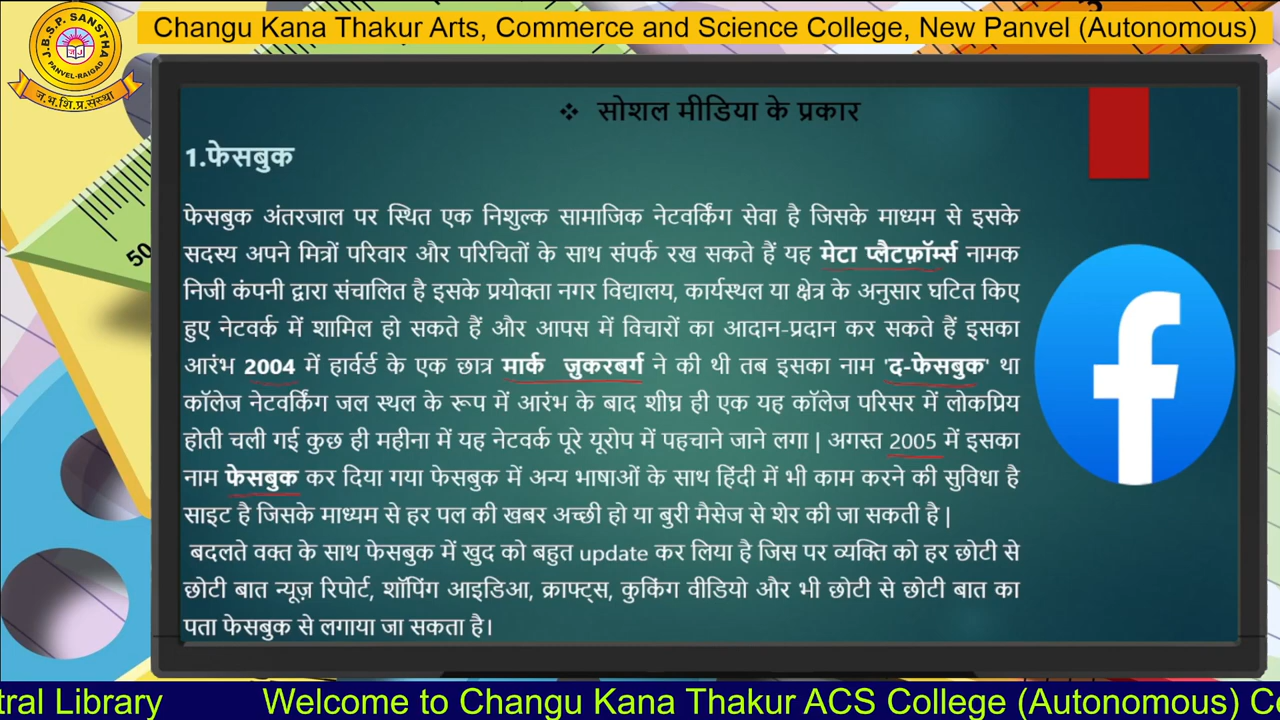 Changu Kana Thakur Arts, Commerce and Science College, New Panvel (Autonomous)
J.B.S.P. SANSTHA
PANVEL-RAIGAD
ज.भ.शि.प्र.संस्था
50
❖ सोशल मीडिया के प्रकार
1.फेसबुक
फेसबुक अंतरजाल पर स्थित एक निशुल्क सामाजिक नेटवर्किंग सेवा है जिसके माध्यम से इसके
सदस्य अपने मित्रों परिवार और परिचितों के साथ संपर्क रख सकते हैं यह मेटा प्लैटफ़ॉर्म्स नामक
निजी कंपनी द्वारा संचालित है इसके प्रयोक्ता नगर विद्यालय, कार्यस्थल या क्षेत्र के अनुसार घटित किए
हुए नेटवर्क में शामिल हो सकते हैं और आपस में विचारों का आदान-प्रदान कर सकते हैं इसका
आरंभ 2004 में हार्वर्ड के एक छात्र मार्क जुकरबर्ग ने की थी तब इसका नाम 'द-फेसबुक' था
कॉलेज नेटवर्किंग जल स्थल के रूप में आरंभ के बाद शीघ्र ही एक यह कॉलेज परिसर में लोकप्रिय
होती चली गई कुछ ही महीना में यह नेटवर्क पूरे यूरोप में पहचाने जाने लगा | अगस्त 2005 में इसका
नाम फेसबुक कर दिया गया फेसबुक में अन्य भाषाओं के साथ हिंदी में भी काम करने की सुविधा है
साइट है जिसके माध्यम से हर पल की खबर अच्छी हो या बुरी मैसेज से शेर की जा सकती है |
बदलते वक्त के साथ फेसबुक में खुद को बहुत update कर लिया है जिस पर व्यक्ति को हर छोटी से
छोटी बात न्यूज़ रिपोर्ट, शॉपिंग आइडिआ, क्राफ्ट्स, कुकिंग वीडियो और भी छोटी से छोटी बात का
पता फेसबुक से लगाया जा सकता है।
f
tral Library Welcome to Changu Kana Thakur ACS College (Autonomous) C